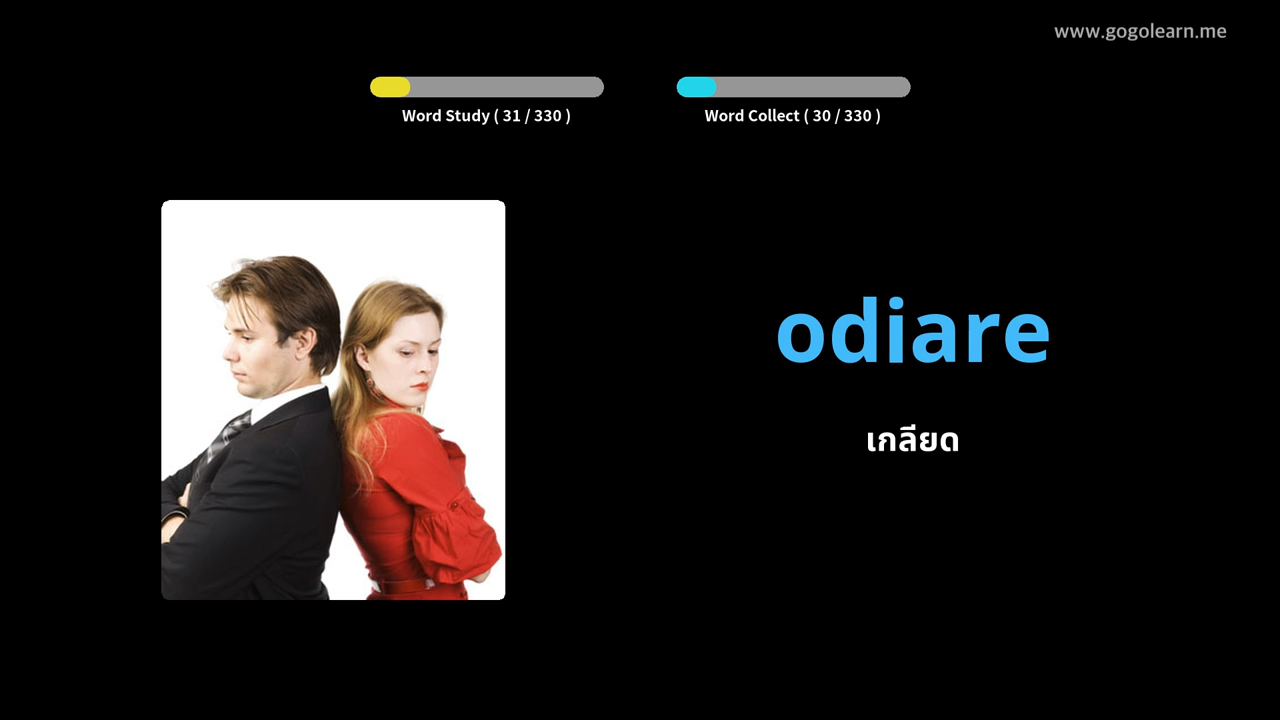 www.gogolearn.me
Word Study ( 31 / 330 )
Word Collect ( 30 / 330 )
odiare
เกลียด